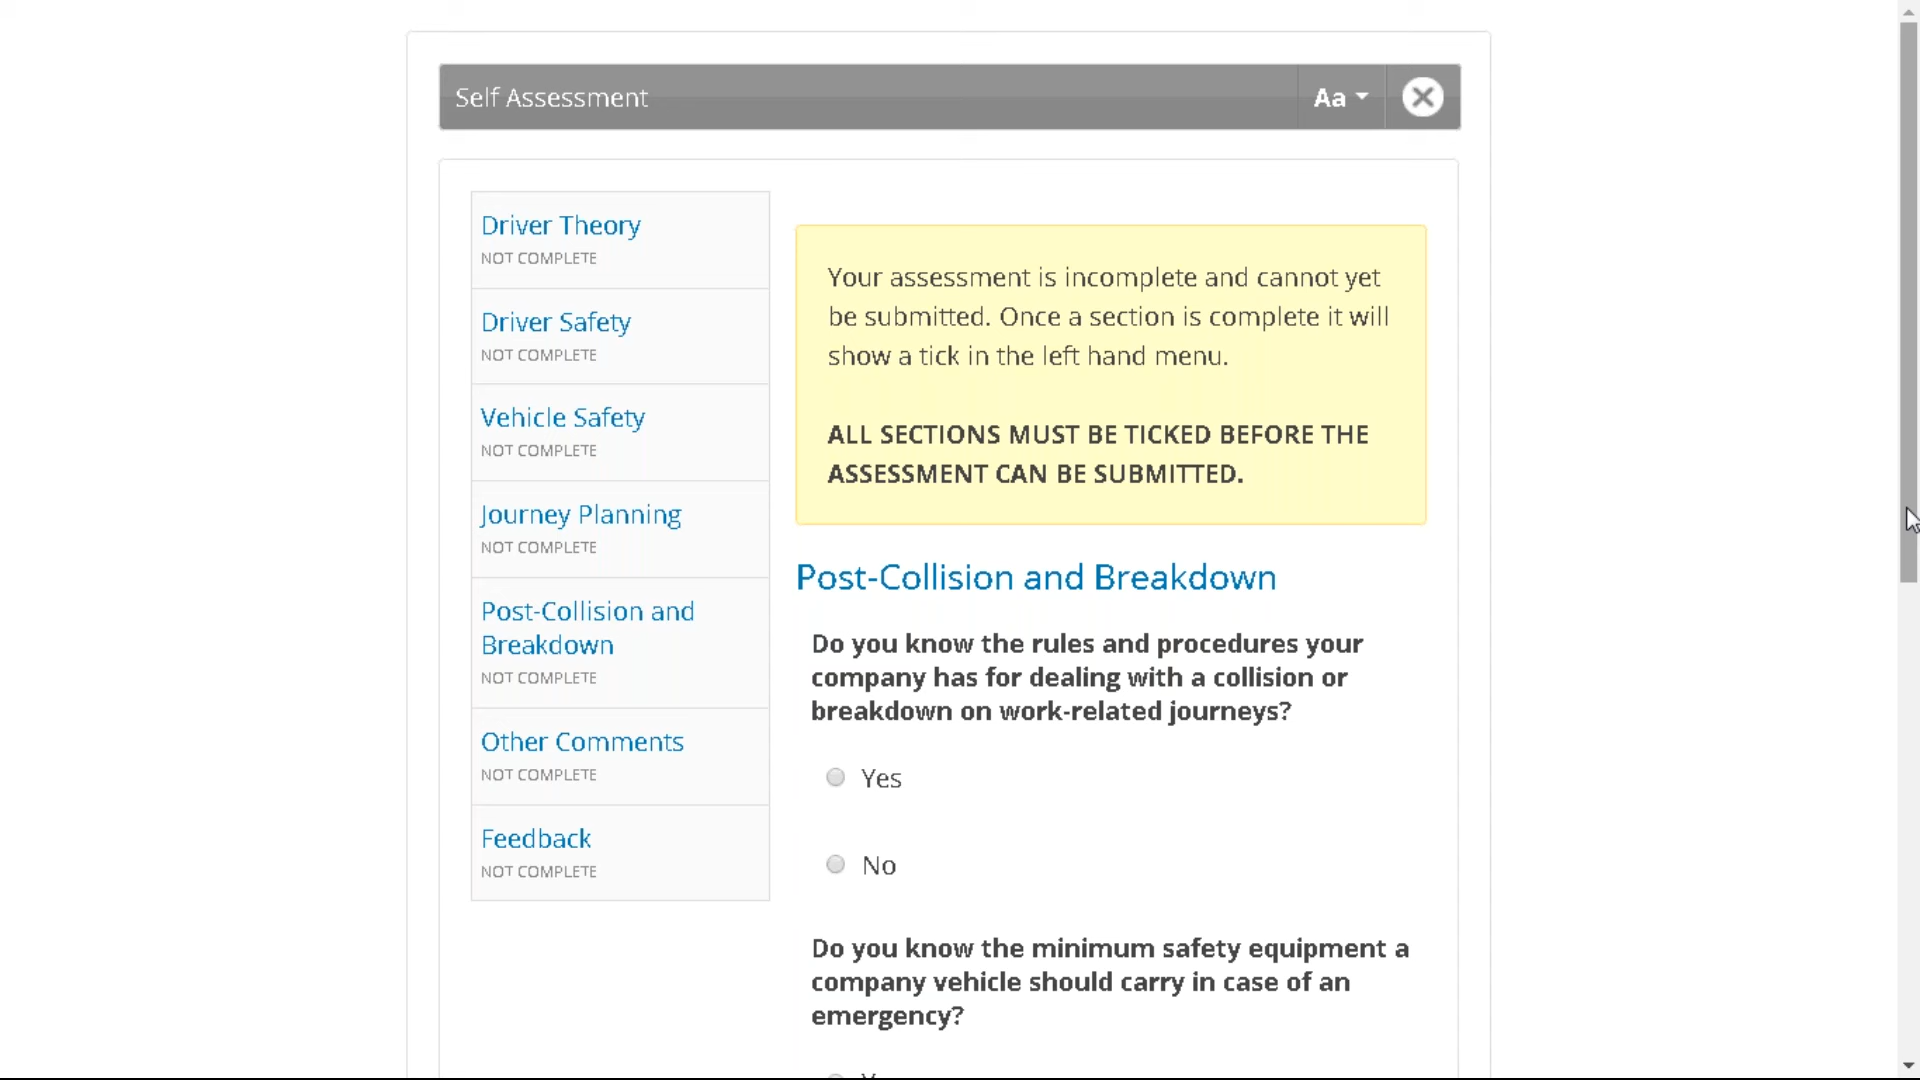 Self Assessment
Aa
Driver Theory
NOT COMPLETE
Driver Safety
NOT COMPLETE
Vehicle Safety
NOT COMPLETE
Journey Planning
NOT COMPLETE
Post-Collision and
Breakdown
NOT COMPLETE
Other Comments
NOT COMPLETE
Feedback
NOT COMPLETE
Your assessment is incomplete and cannot yet
be submitted. Once a section is complete it will
show a tick in the left hand menu.
ALL SECTIONS MUST BE TICKED BEFORE THE
ASSESSMENT CAN BE SUBMITTED.
Post-Collision and Breakdown
Do you know the rules and procedures your
company has for dealing with a collision or
breakdown on work-related journeys?
Yes
No
Do you know the minimum safety equipment a
company vehicle should carry in case of an
emergency?